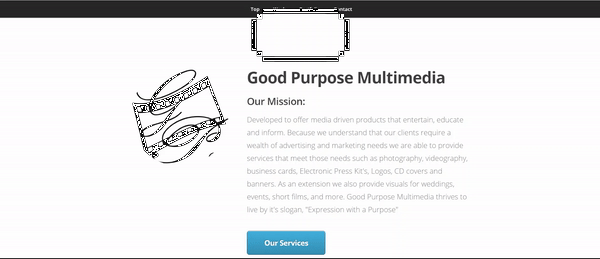 Top
Contact
Good Purpose Multimedia
Our Mission:
Developed to offer media driven products that entertain, educate
and inform. Because we understand that our clients require a
wealth of advertising and marketing needs we are able to provide
services that meet those needs such as photography, videography,
business cards, Electronic Press Kit's, Logos, CD covers and
banners. As an extension we also provide visuals for weddings,
events, short films, and more. Good Purpose Multimedia thrives to
live by it's slogan, "Expression with a Purpose"
Our Services